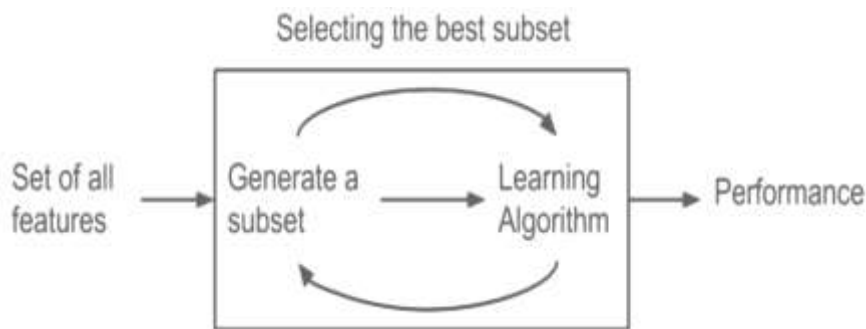 Selecting the best subset
Set of all
features
Generate a
subset
Learning
Algorithm
Performance